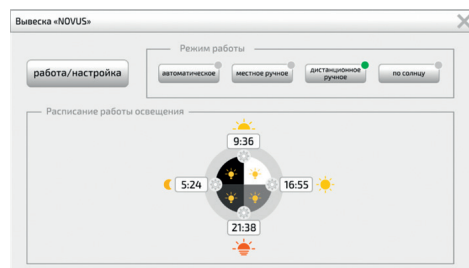 Вывеска «NOVUS»
Режим работы
работа/настройка
автоматическое
местное ручное
дистанционное
ручное
по солнцу
Расписание работы освещения
9:36
5:24
16:55
21:38